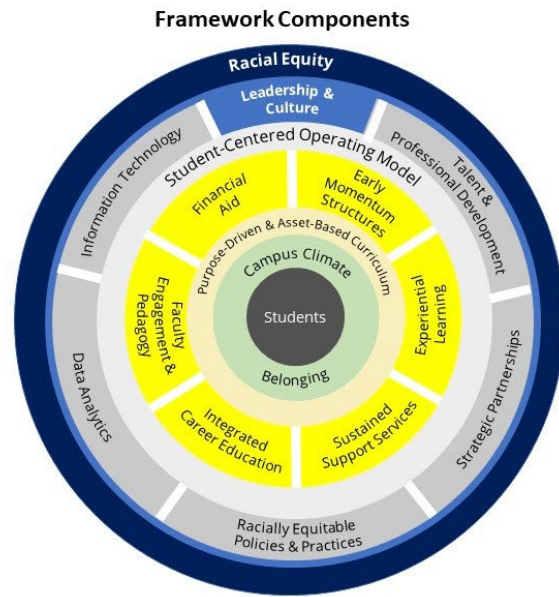 Framework Components
Racial Equity
Leadership &
Culture
Talent &
Professional Development
Strategic Partnerships
Racially Equitable
Policies & Practices
Data Analytics
Information Technology
Student-Centered Operating Model
Financial
Aid
Early
Momentum
Structures
Experiential
Learning
Sustained
Support Services
Integrated
Career Education
Faculty
Engagement &
Pedagogy
Purpose-Driven & Asset-Based Curriculum
Campus Climate
Students
Belonging